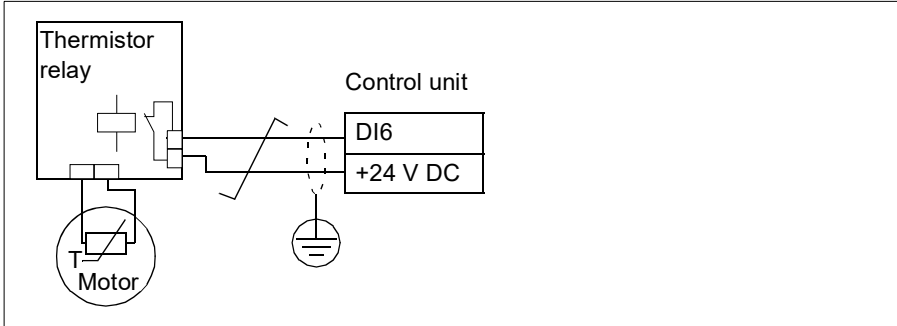 Thermistor
relay
Control unit
DI6
+24 V DC
T
Motor